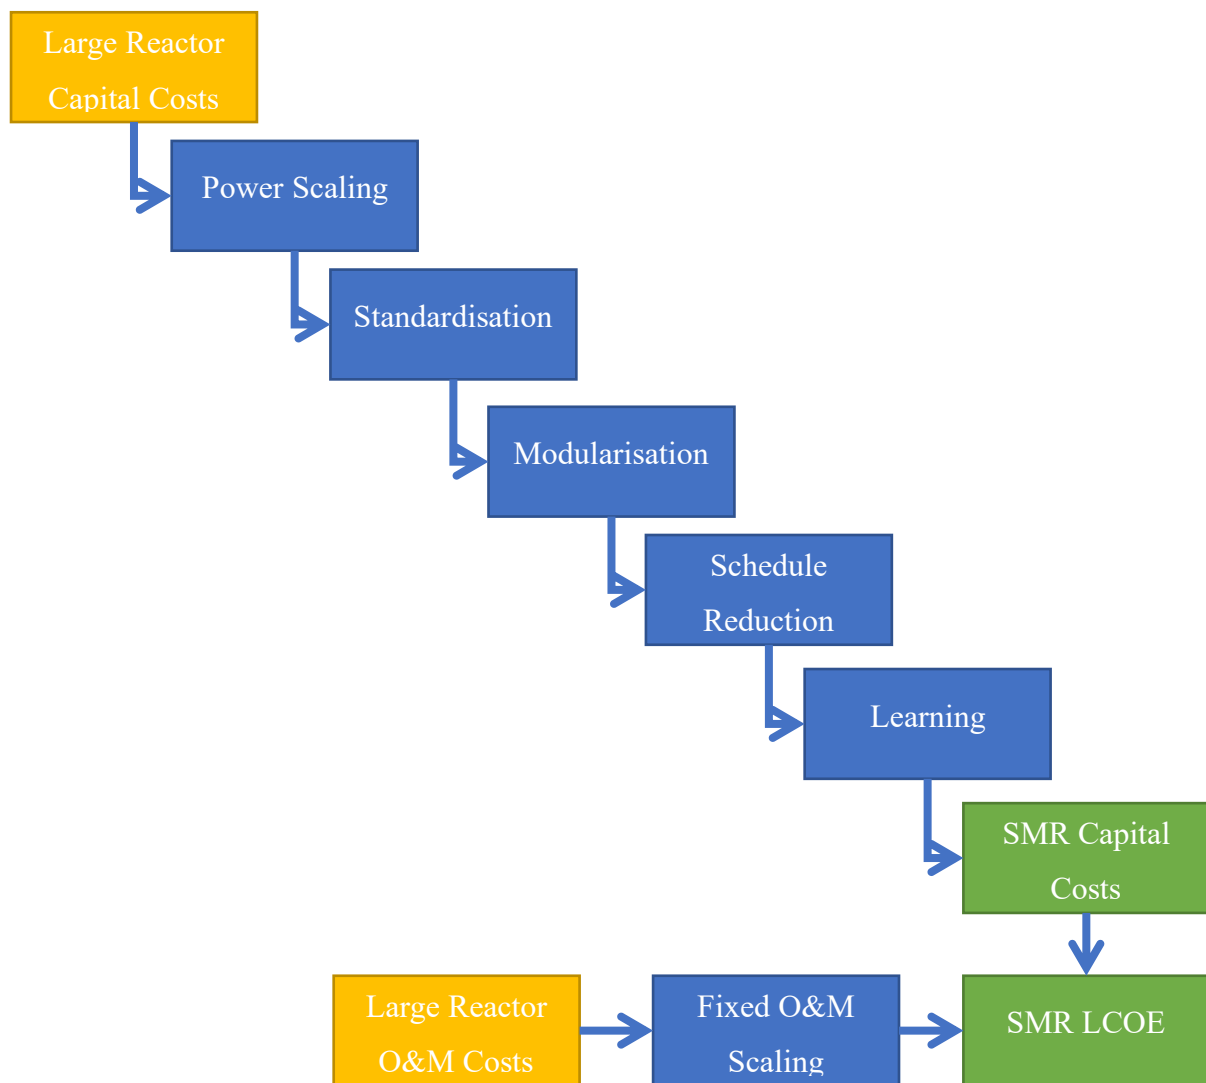 Large Reactor
Capital Costs
Power Scaling
Standardisation
Modularisation
Schedule
Reduction
Learning
SMR Capital
Costs
Large Reactor
O&M Costs
Fixed O&M
Scaling
SMR LCOE